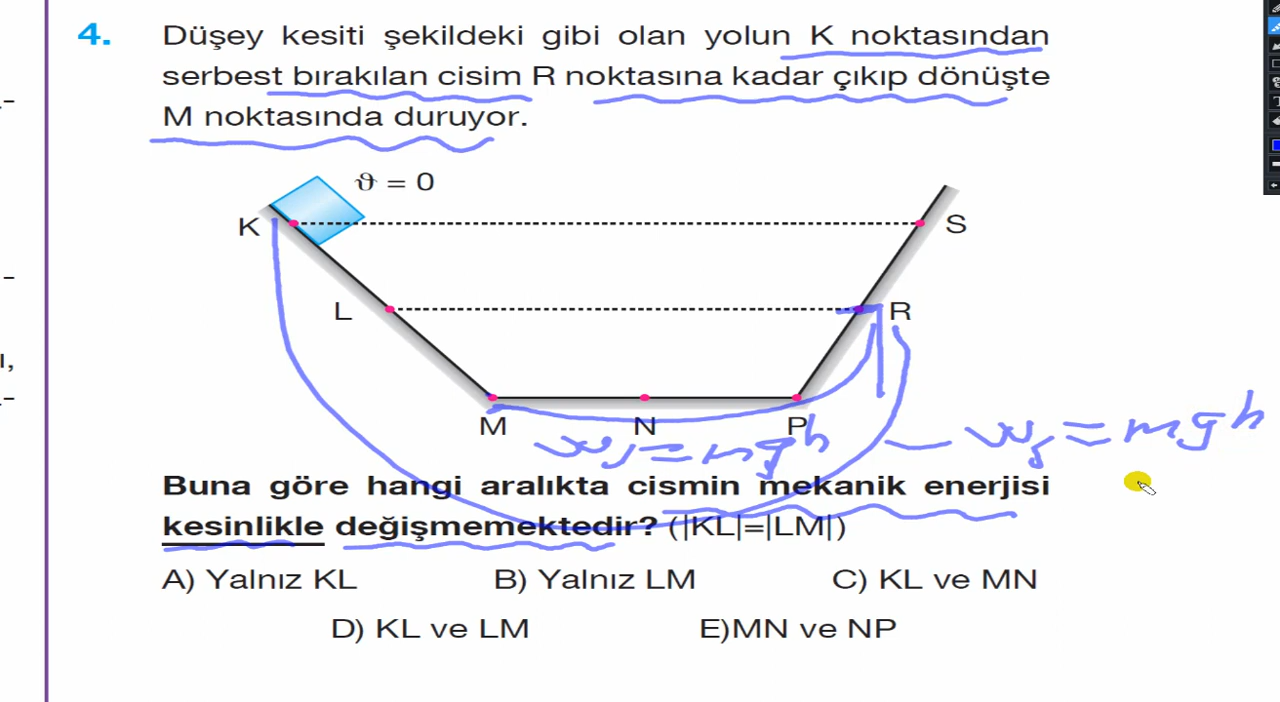 4. Düşey kesiti şekildeki gibi olan yolun K noktasından
serbest bırakılan cisim R noktasına kadar çıkıp dönüşte
M noktasında duruyor.
ϑ = 0
K
S
L
R
M N P
= mgh
= mgh
Buna göre hangi aralıkta cismin mekanik enerjisi
kesinlikle değişmemektedir? (|KL|=|LM|)
A) Yalnız KL B) Yalnız LM C) KL ve MN
D) KL ve LM E)MN ve NP